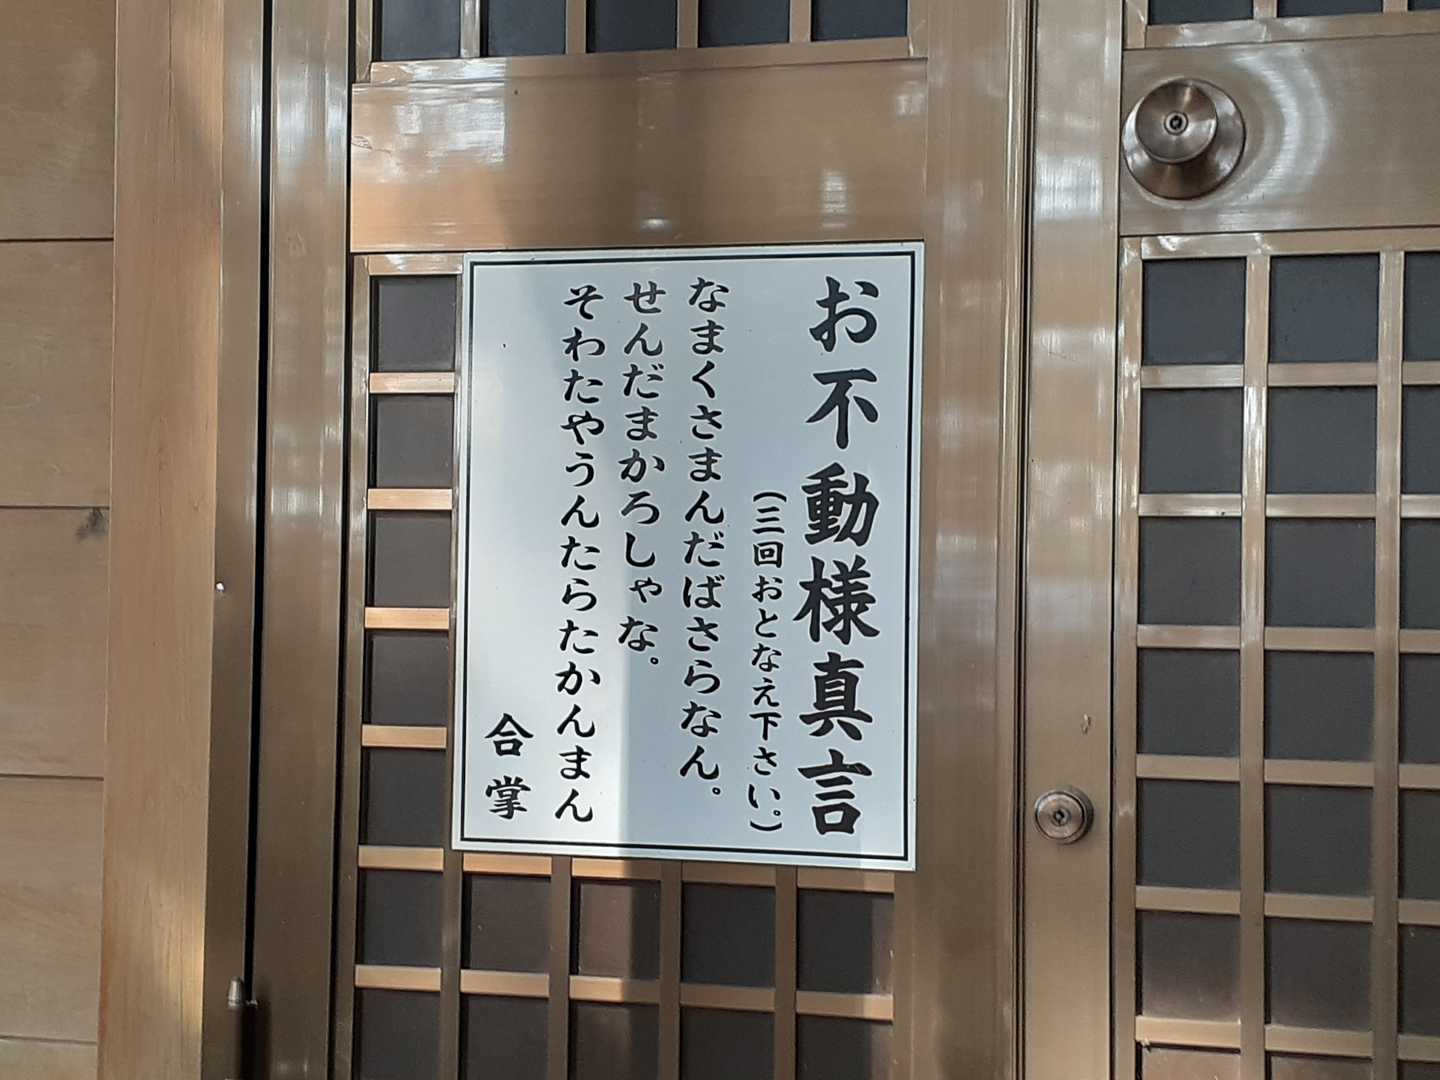 お不動様真言
(三回おとなえ下さい。)
なまくさまんだばさらなん。
せんだまかろしゃな。
そわたやうんたらたかんまん
合掌